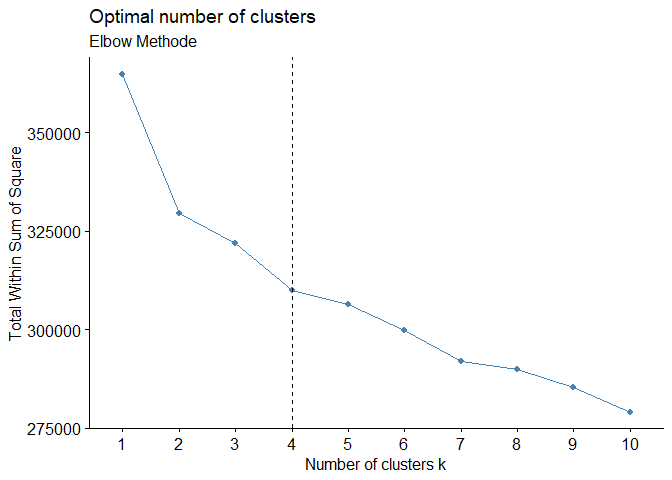 Optimal number of clusters
Elbow Methode
Total Within Sum of Square
350000
325000
300000
275000
1 2 3 4 5 6 7 8 9 10
Number of clusters k